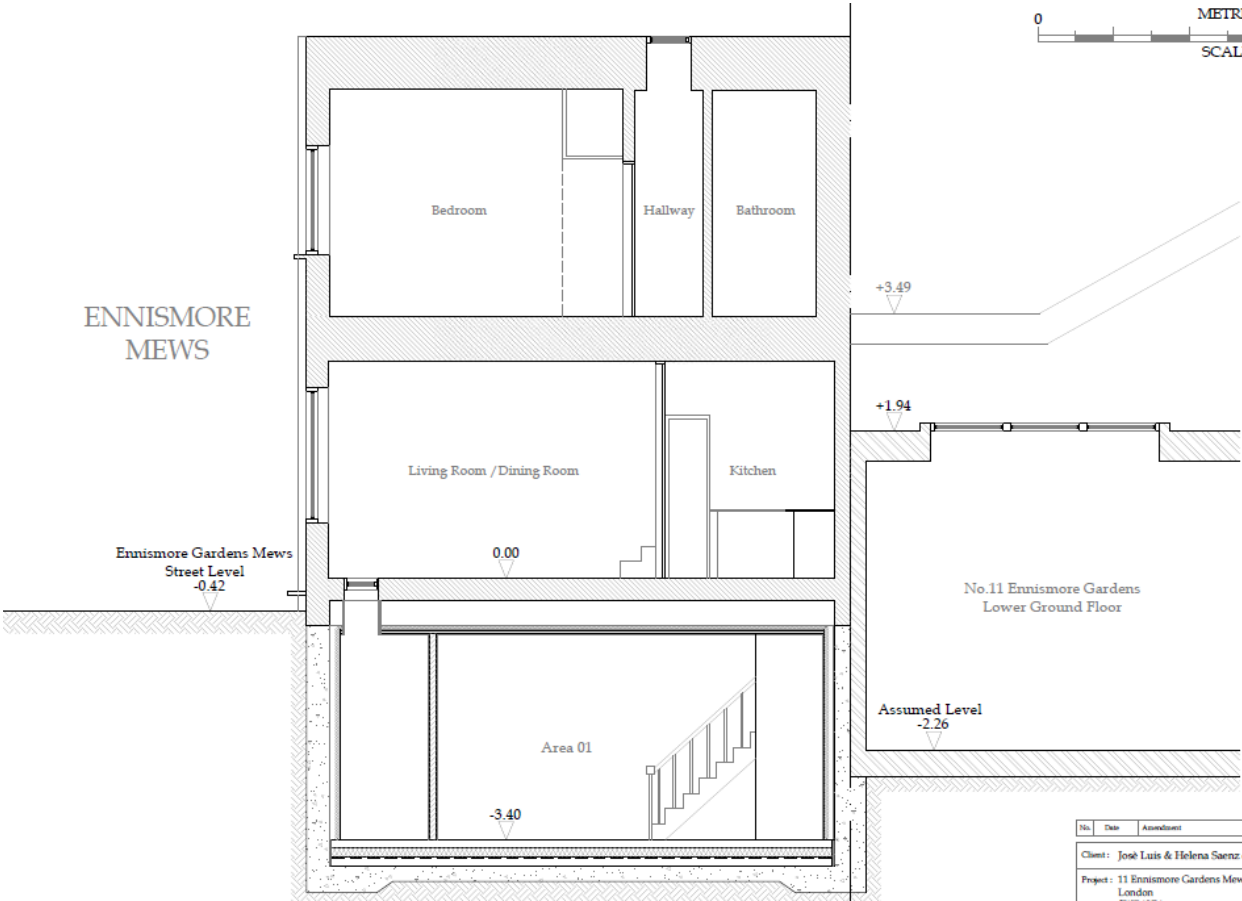 0
METR
SCAL
Bedroom
Hallway
Bathroom
ENNISMORE
MEWS
+3.49
+1.94
Living Room /Dining Room
Kitchen
Ennismore Gardens Mews
Street Level
-0.42
0.00
No.11 Ennismore Gardens
Lower Ground Floor
Assumed Level
-2.26
Area 01
-3.40
No. Date Amendment
Client : José Luis & Helena Saenz
Project : 11 Ennismore Gardens Mew
London